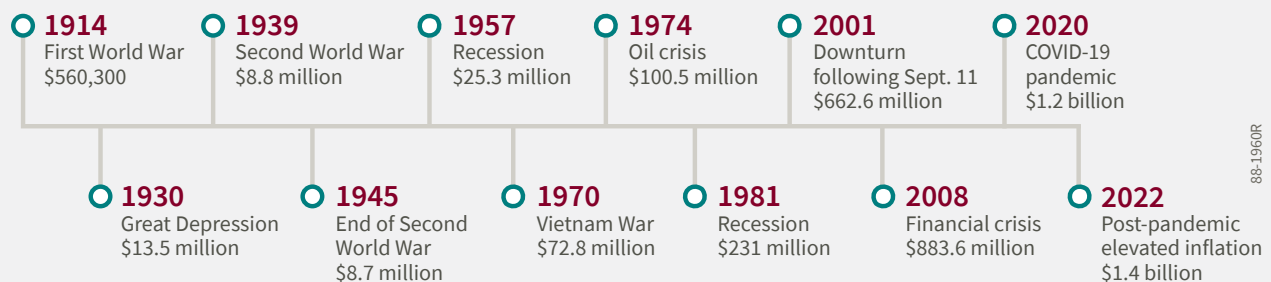 1914
First World War
$560,300
1939
Second World War
$8.8 million
1957
Recession
$25.3 million
1974
Oil crisis
$100.5 million
2001
Downturn
following Sept. 11
$662.6 million
2020
COVID-19
pandemic
$1.2 billion
1930
Great Depression
$13.5 million
1945
End of Second
World War
$8.7 million
1970
Vietnam War
$72.8 million
1981
Recession
$231 million
2008
Financial crisis
$883.6 million
2022
Post-pandemic
elevated inflation
$1.4 billion
88-1960R